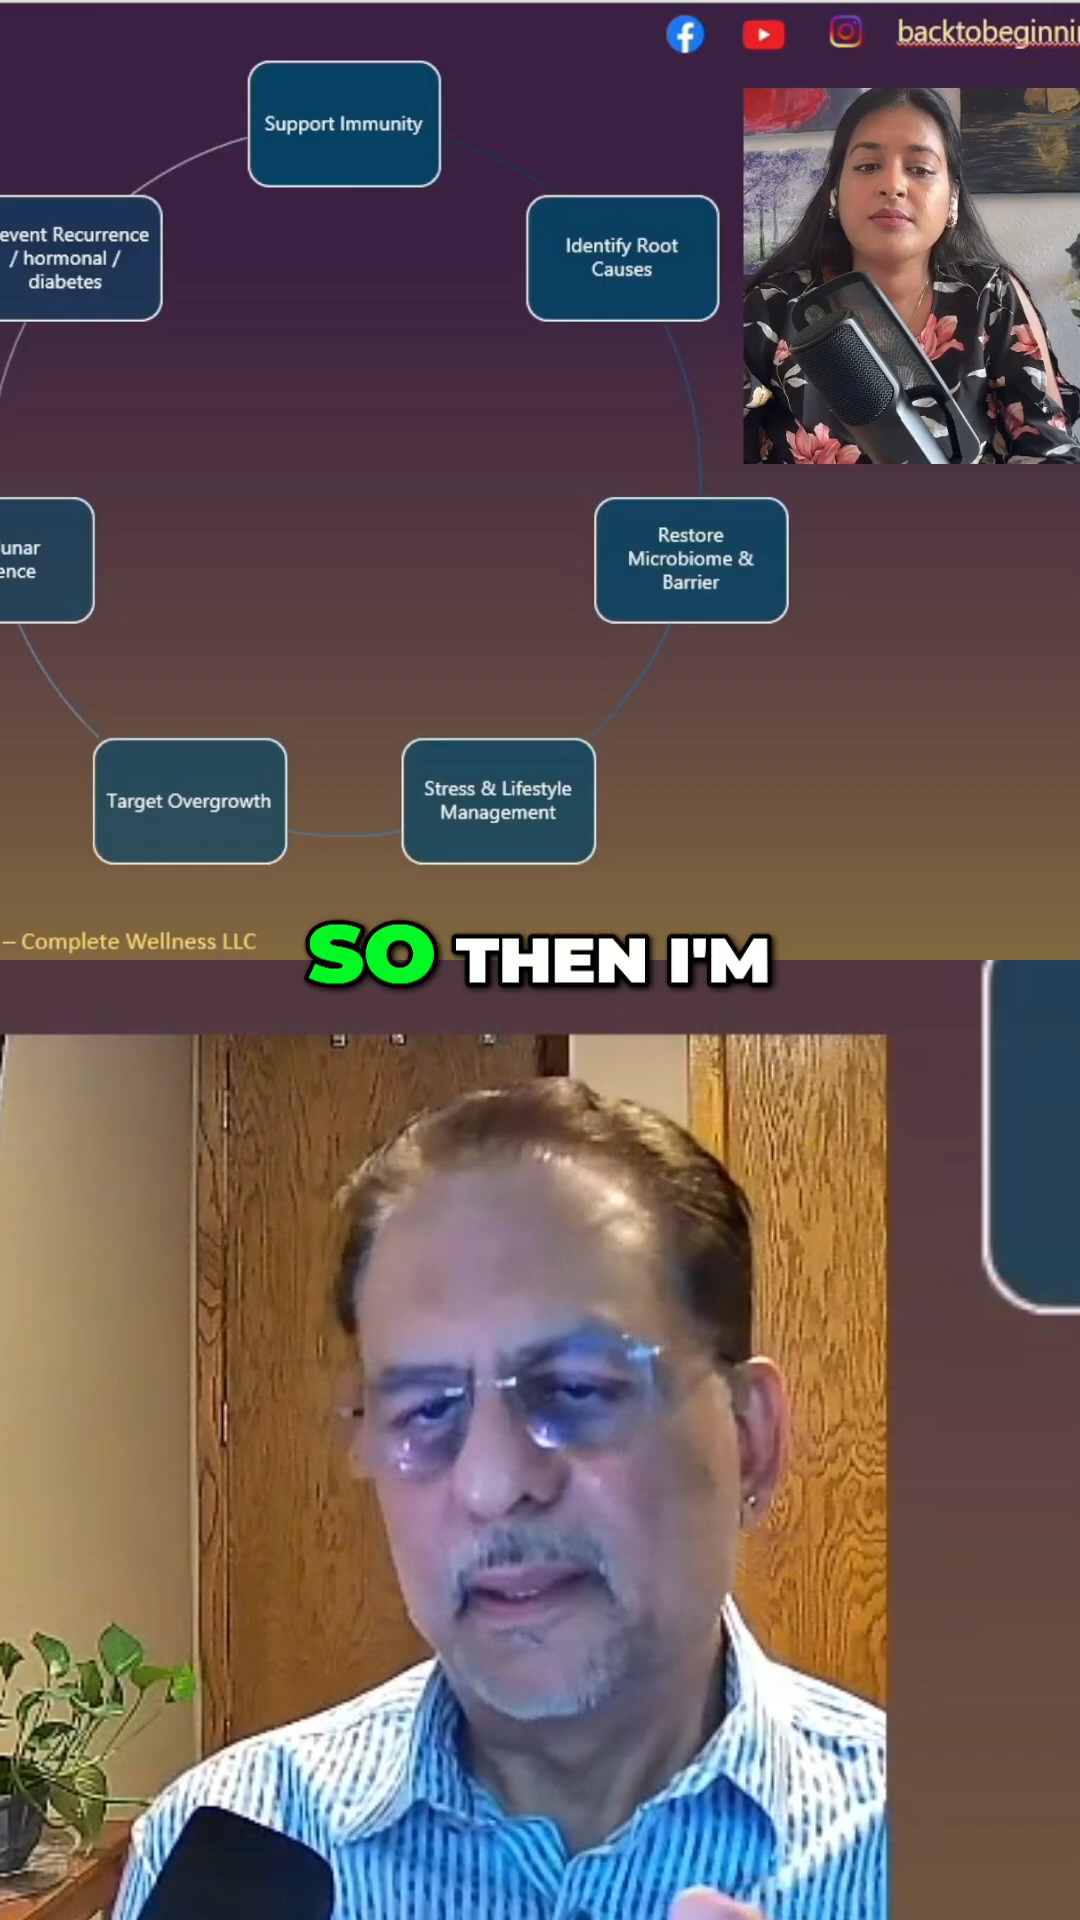 backtobeginni
Support Immunity
event Recurrence
/ hormonal /
diabetes
Identify Root
Causes
unar
ence
Restore
Microbiome &
Barrier
Target Overgrowth
Stress & Lifestyle
Management
– Complete Wellness LLC
SO THEN I'M